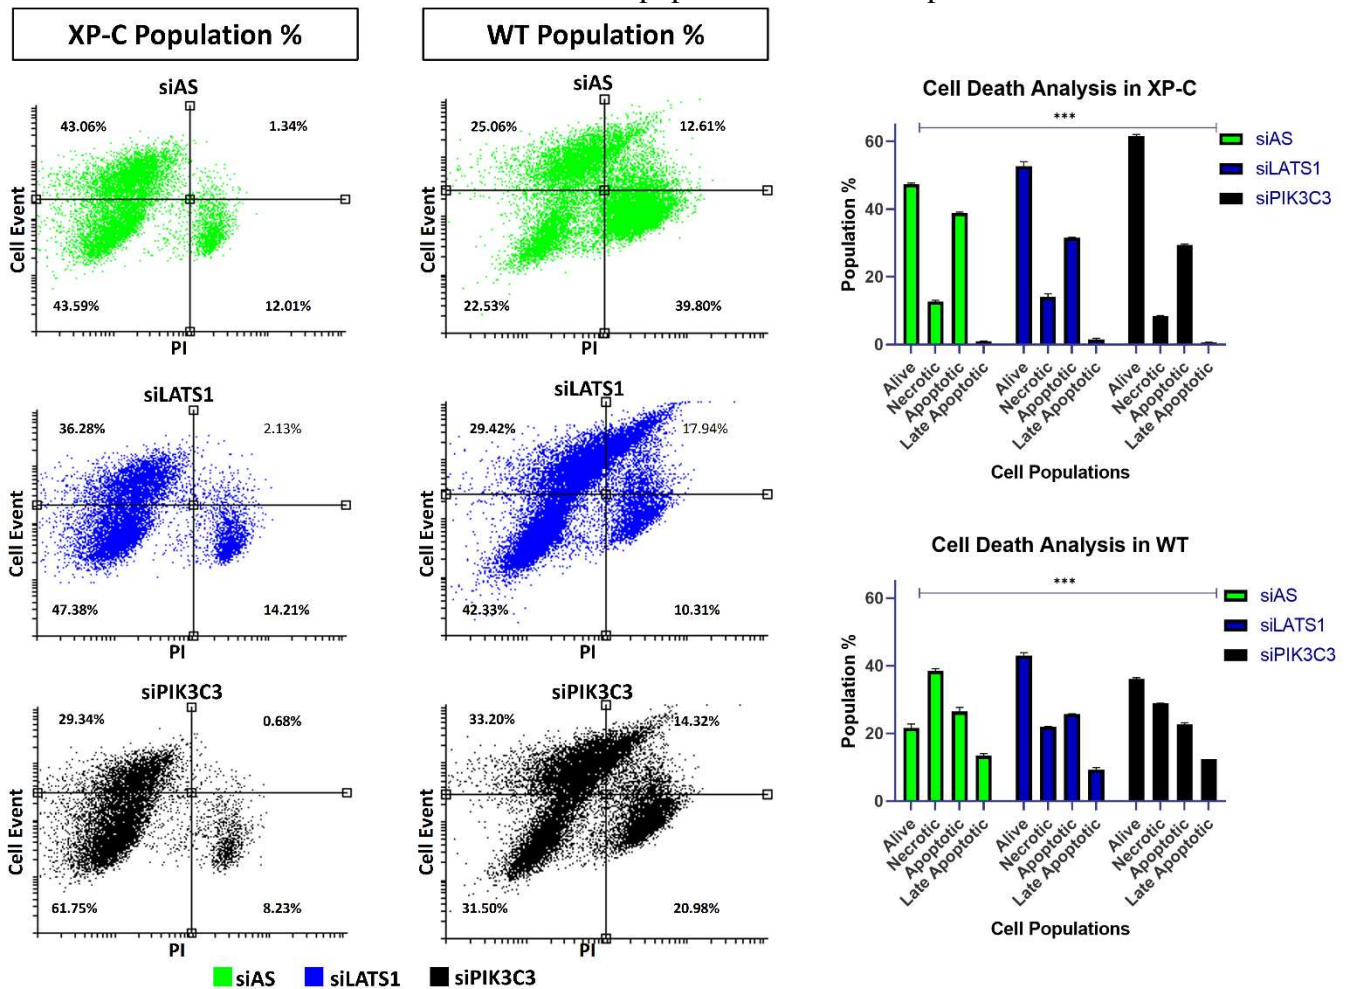 XP-C Population %
WT Population %
siAS
43.06%
1.34%
Cell Event
43.59%
12.01%
PI
siAS
25.06%
12.61%
Cell Event
22.53%
39.80%
PI
siLATS1
36.28%
2.13%
Cell Event
47.38%
14.21%
PI
siLATS1
29.42%
17.94%
Cell Event
42.33%
10.31%
PI
siPIK3C3
29.34%
0.68%
Cell Event
61.75%
8.23%
PI
siPIK3C3
33.20%
14.32%
Cell Event
31.50%
20.98%
PI
siAS
siLATS1
siPIK3C3
Cell Death Analysis in XP-C
***
siAS
siLATS1
siPIK3C3
Population %
60
40
20
0
Alive
Necrotic
Apoptotic
Late Apoptotic
Alive
Necrotic
Apoptotic
Late Apoptotic
Alive
Necrotic
Apoptotic
Late Apoptotic
Cell Populations
Cell Death Analysis in WT
***
siAS
siLATS1
siPIK3C3
Population %
60
40
20
0
Alive
Necrotic
Apoptotic
Late Apoptotic
Alive
Necrotic
Apoptotic
Late Apoptotic
Alive
Necrotic
Apoptotic
Late Apoptotic
Cell Populations